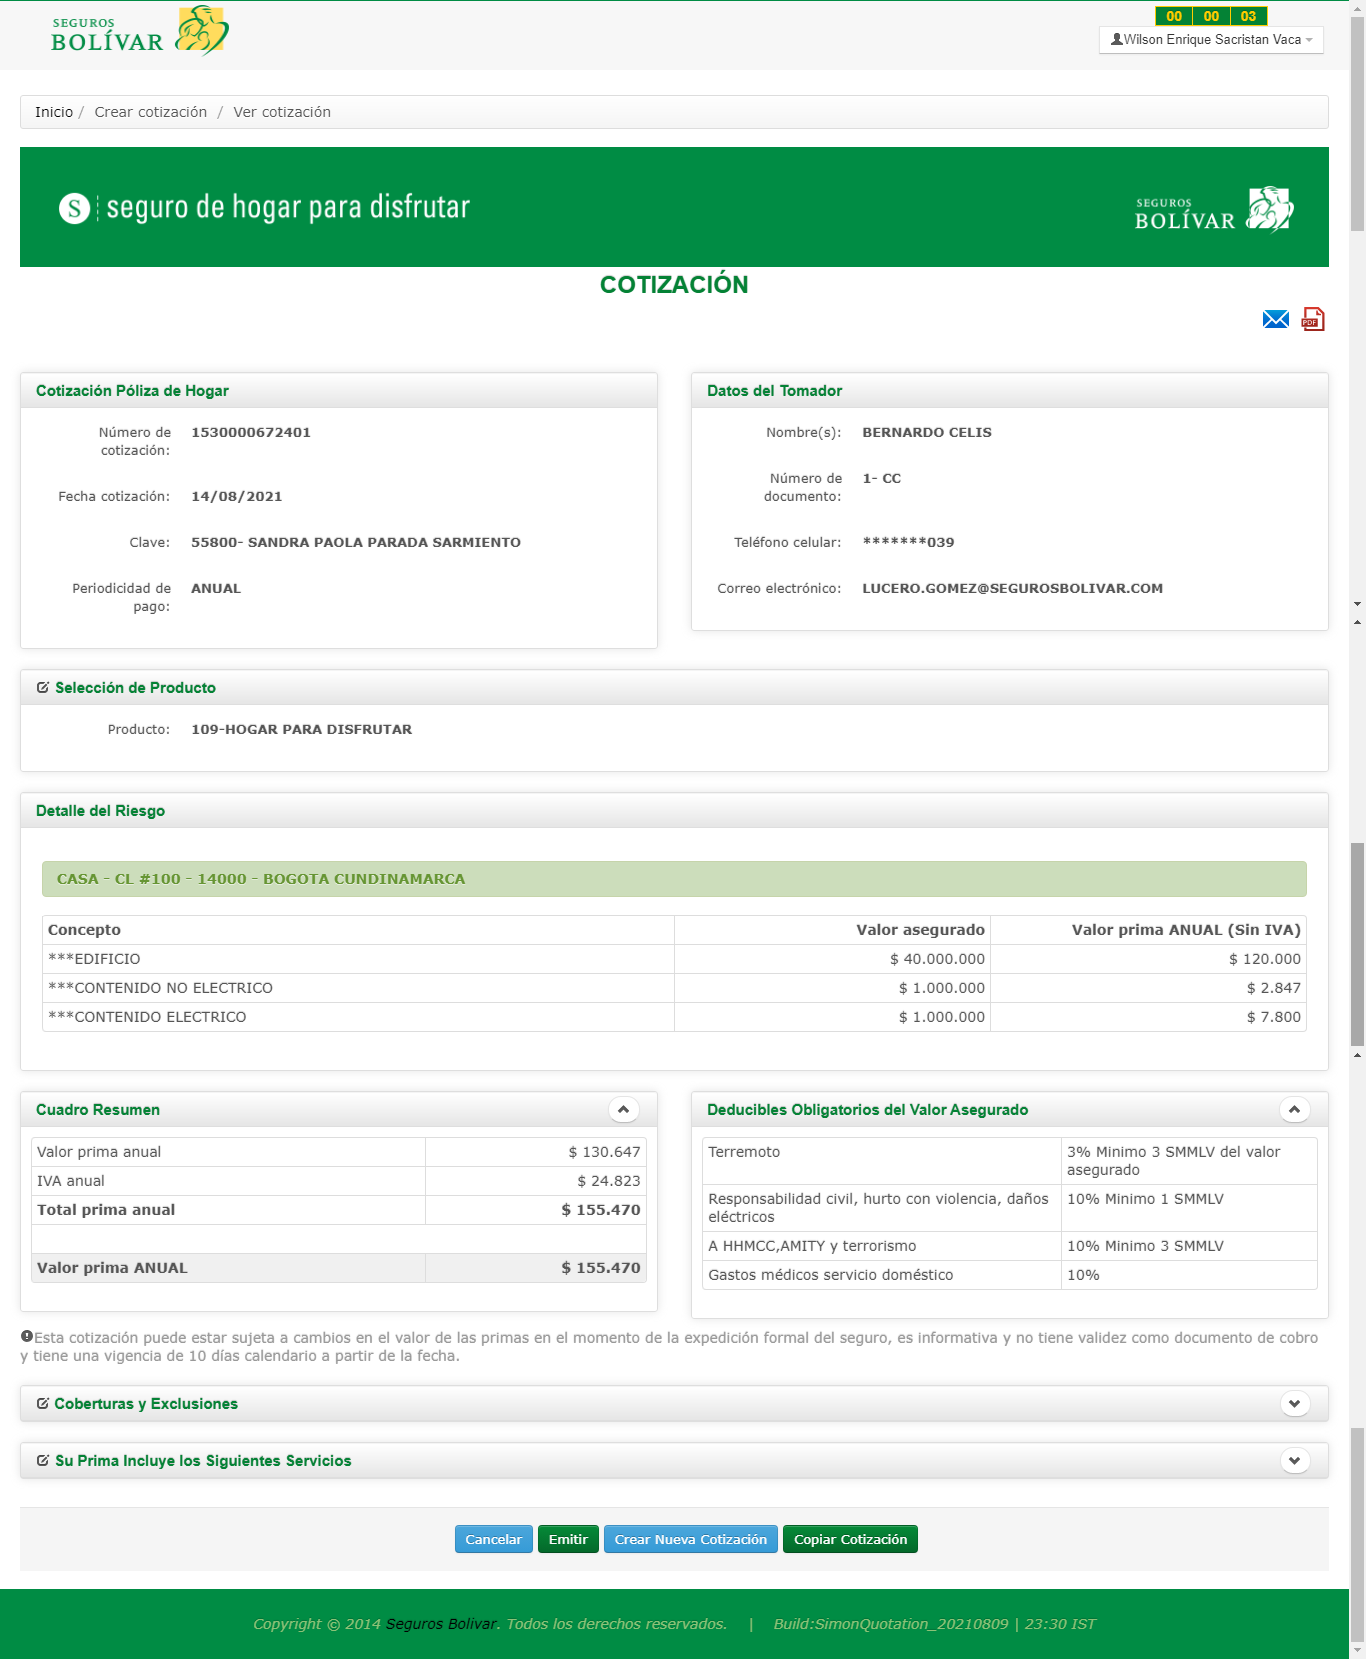 SEGUROS
BOLÍVAR
00 00 03
Wilson Enrique Sacristan Vaca
Inicio / Crear cotización / Ver cotización
S seguro de hogar para disfrutar
SEGUROS
BOLÍVAR
COTIZACIÓN
PDF
Cotización Póliza de Hogar
Número de cotización: 1530000672401
Fecha cotización: 14/08/2021
Clave: 55800- SANDRA PAOLA PARADA SARMIENTO
Periodicidad de pago: ANUAL
Datos del Tomador
Nombre(s): BERNARDO CELIS
Número de documento: 1- CC
Teléfono celular: *******039
Correo electrónico: LUCERO.GOMEZ@SEGUROSBOLIVAR.COM
Selección de Producto
Producto: 109-HOGAR PARA DISFRUTAR
Detalle del Riesgo
CASA - CL #100 - 14000 - BOGOTA CUNDINAMARCA
Concepto Valor asegurado Valor prima ANUAL (Sin IVA)
***EDIFICIO $ 40.000.000 $ 120.000
***CONTENIDO NO ELECTRICO $ 1.000.000 $ 2.847
***CONTENIDO ELECTRICO $ 1.000.000 $ 7.800
Cuadro Resumen
Valor prima anual $ 130.647
IVA anual $ 24.823
Total prima anual $ 155.470
Valor prima ANUAL $ 155.470
Deducibles Obligatorios del Valor Asegurado
Terremoto 3% Minimo 3 SMMLV del valor asegurado
Responsabilidad civil, hurto con violencia, daños eléctricos 10% Minimo 1 SMMLV
A HHMCC,AMITY y terrorismo 10% Minimo 3 SMMLV
Gastos médicos servicio doméstico 10%
Esta cotización puede estar sujeta a cambios en el valor de las primas en el momento de la expedición formal del seguro, es informativa y no tiene validez como documento de cobro
y tiene una vigencia de 10 días calendario a partir de la fecha.
Coberturas y Exclusiones
Su Prima Incluye los Siguientes Servicios
Cancelar Emitir Crear Nueva Cotización Copiar Cotización
Copyright © 2014 Seguros Bolivar. Todos los derechos reservados. | Build:SimonQuotation_20210809 | 23:30 IST